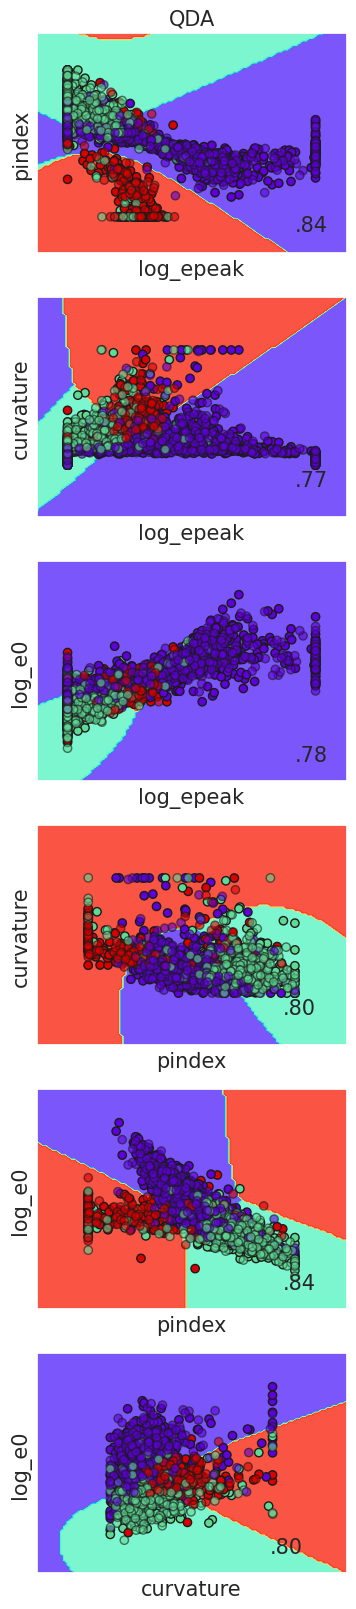 QDA
pindex
.84
log_epeak
curvature
.77
log_epeak
log_e0
.78
log_epeak
curvature
.80
pindex
log_e0
.84
pindex
log_e0
.80
curvature